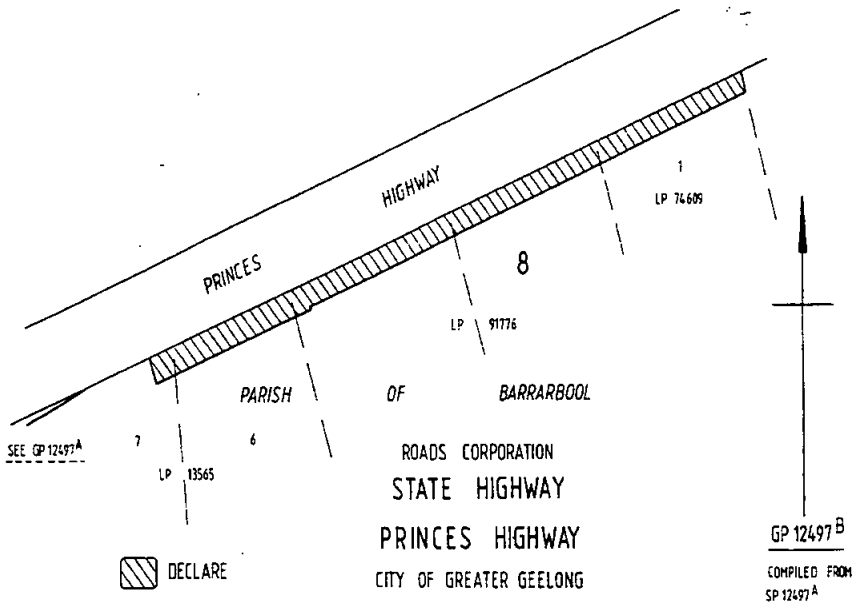 HIGHWAY
PRINCES
1
LP 74609
8
LP 91776
PARISH OF BARRARBOOL
SEE GP 12497A
7
6
LP 13565
ROADS CORPORATION
STATE HIGHWAY
PRINCES HIGHWAY
CITY OF GREATER GEELONG
DECLARE
GP 12497B
COMPILED FROM
SP 12497A